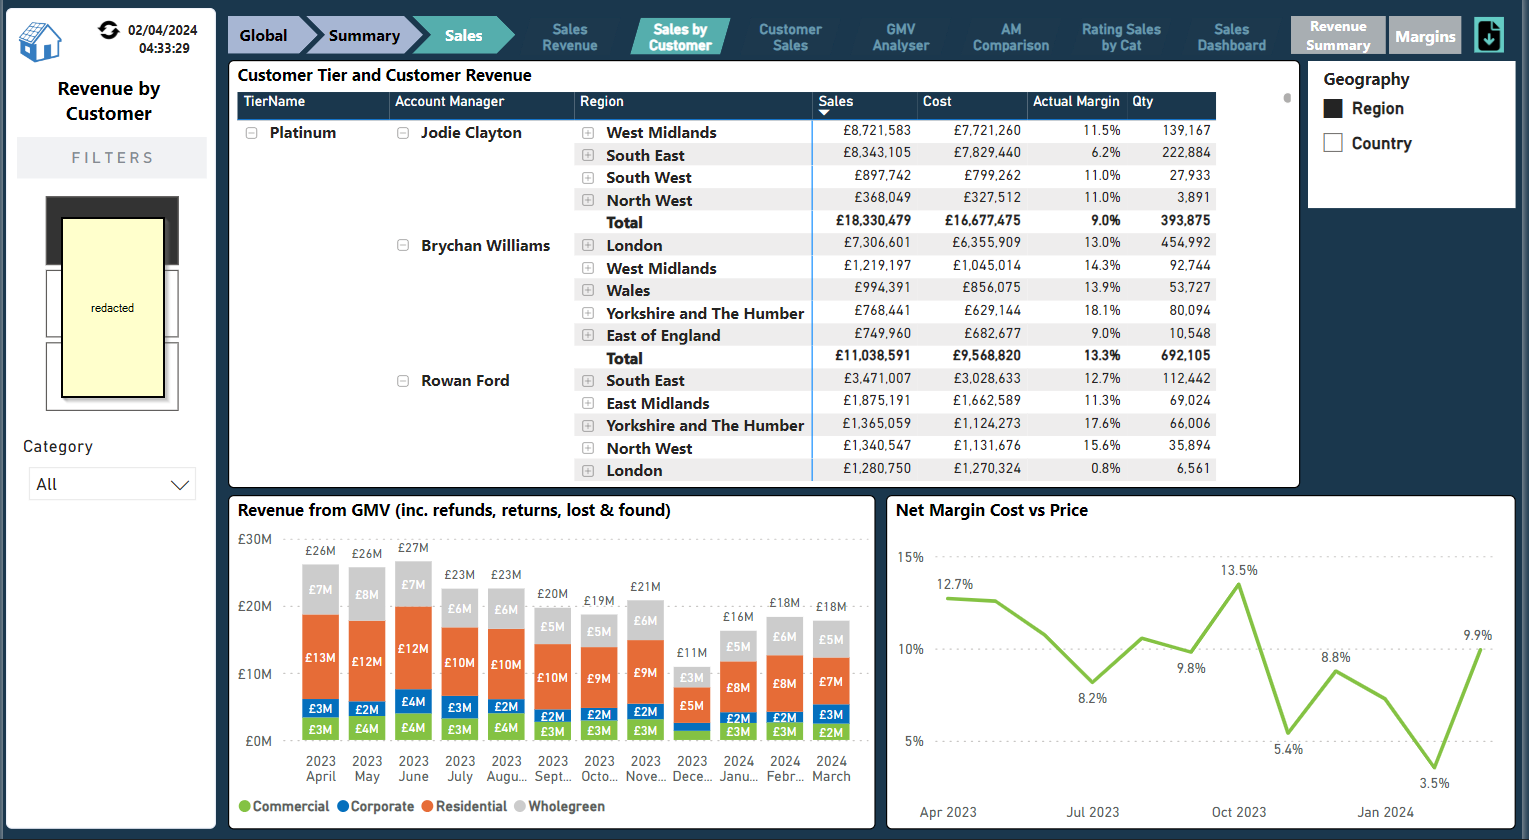 02/04/2024
04:33:29
Revenue by
Customer
FILTERS
redacted
Category
All
Global Summary Sales
Sales
Revenue
Sales by
Customer
Customer
Sales
GMV
Analyser
AM
Comparison
Rating Sales
by Cat
Sales
Dashboard
Revenue
Summary
Margins
Customer Tier and Customer Revenue
TierName Account Manager Region Sales Cost Actual Margin Qty
Platinum Jodie Clayton West Midlands £8,721,583 £7,721,260 11.5% 139,167
South East £8,343,105 £7,829,440 6.2% 222,884
South West £897,742 £799,262 11.0% 27,933
North West £368,049 £327,512 11.0% 3,891
Total £18,330,479 £16,677,475 9.0% 393,875
Brychan Williams London £7,306,601 £6,355,909 13.0% 454,992
West Midlands £1,219,197 £1,045,014 14.3% 92,744
Wales £994,391 £856,075 13.9% 53,727
Yorkshire and The Humber £768,441 £629,144 18.1% 80,094
East of England £749,960 £682,677 9.0% 10,548
Total £11,038,591 £9,568,820 13.3% 692,105
Rowan Ford South East £3,471,007 £3,028,633 12.7% 112,442
East Midlands £1,875,191 £1,662,589 11.3% 69,024
Yorkshire and The Humber £1,365,059 £1,124,273 17.6% 66,006
North West £1,340,547 £1,131,676 15.6% 35,894
London £1,280,750 £1,270,324 0.8% 6,561
Geography
Region
Country
Revenue from GMV (inc. refunds, returns, lost & found)
£30M
£20M
£10M
£0M
£26M £26M £27M £23M £23M £20M £19M £21M £11M £16M £18M £18M
£7M £8M £7M £6M £6M £5M £5M £6M £3M £5M £6M £5M
£13M £12M £12M £10M £10M £10M £9M £9M £5M £8M £8M £7M
£3M £2M £4M £3M £2M £2M £2M £2M £2M £2M £3M
£3M £4M £4M £3M £4M £3M £3M £3M £3M £3M £2M
2023 2023 2023 2023 2023 2023 2023 2023 2023 2024 2024 2024
April May June July Augu... Sept... Octo... Nove... Dece... Janu... Febr... March
Commercial Corporate Residential Wholegreen
Net Margin Cost vs Price
15%
10%
5%
12.7%
8.2%
9.8%
13.5%
5.4%
8.8%
3.5%
9.9%
Apr 2023 Jul 2023 Oct 2023 Jan 2024